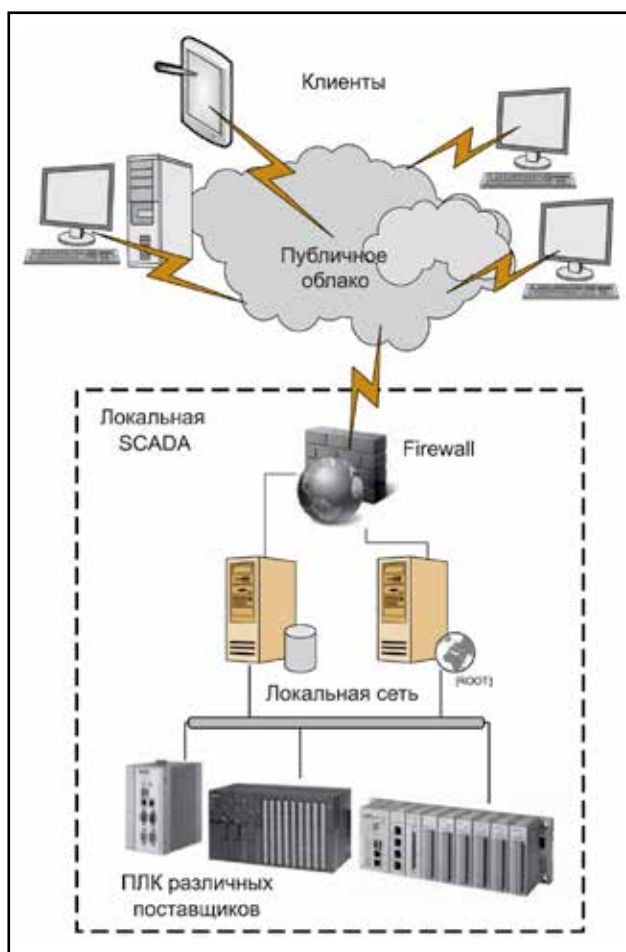 Клиенты
Публичное
облако
Локальная
SCADA
Firewall
[ROOT]
Локальная сеть
ПЛК различных
поставщиков